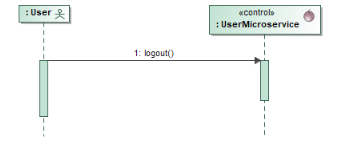 : User
«control»
: UserMicroservice
1: logout()